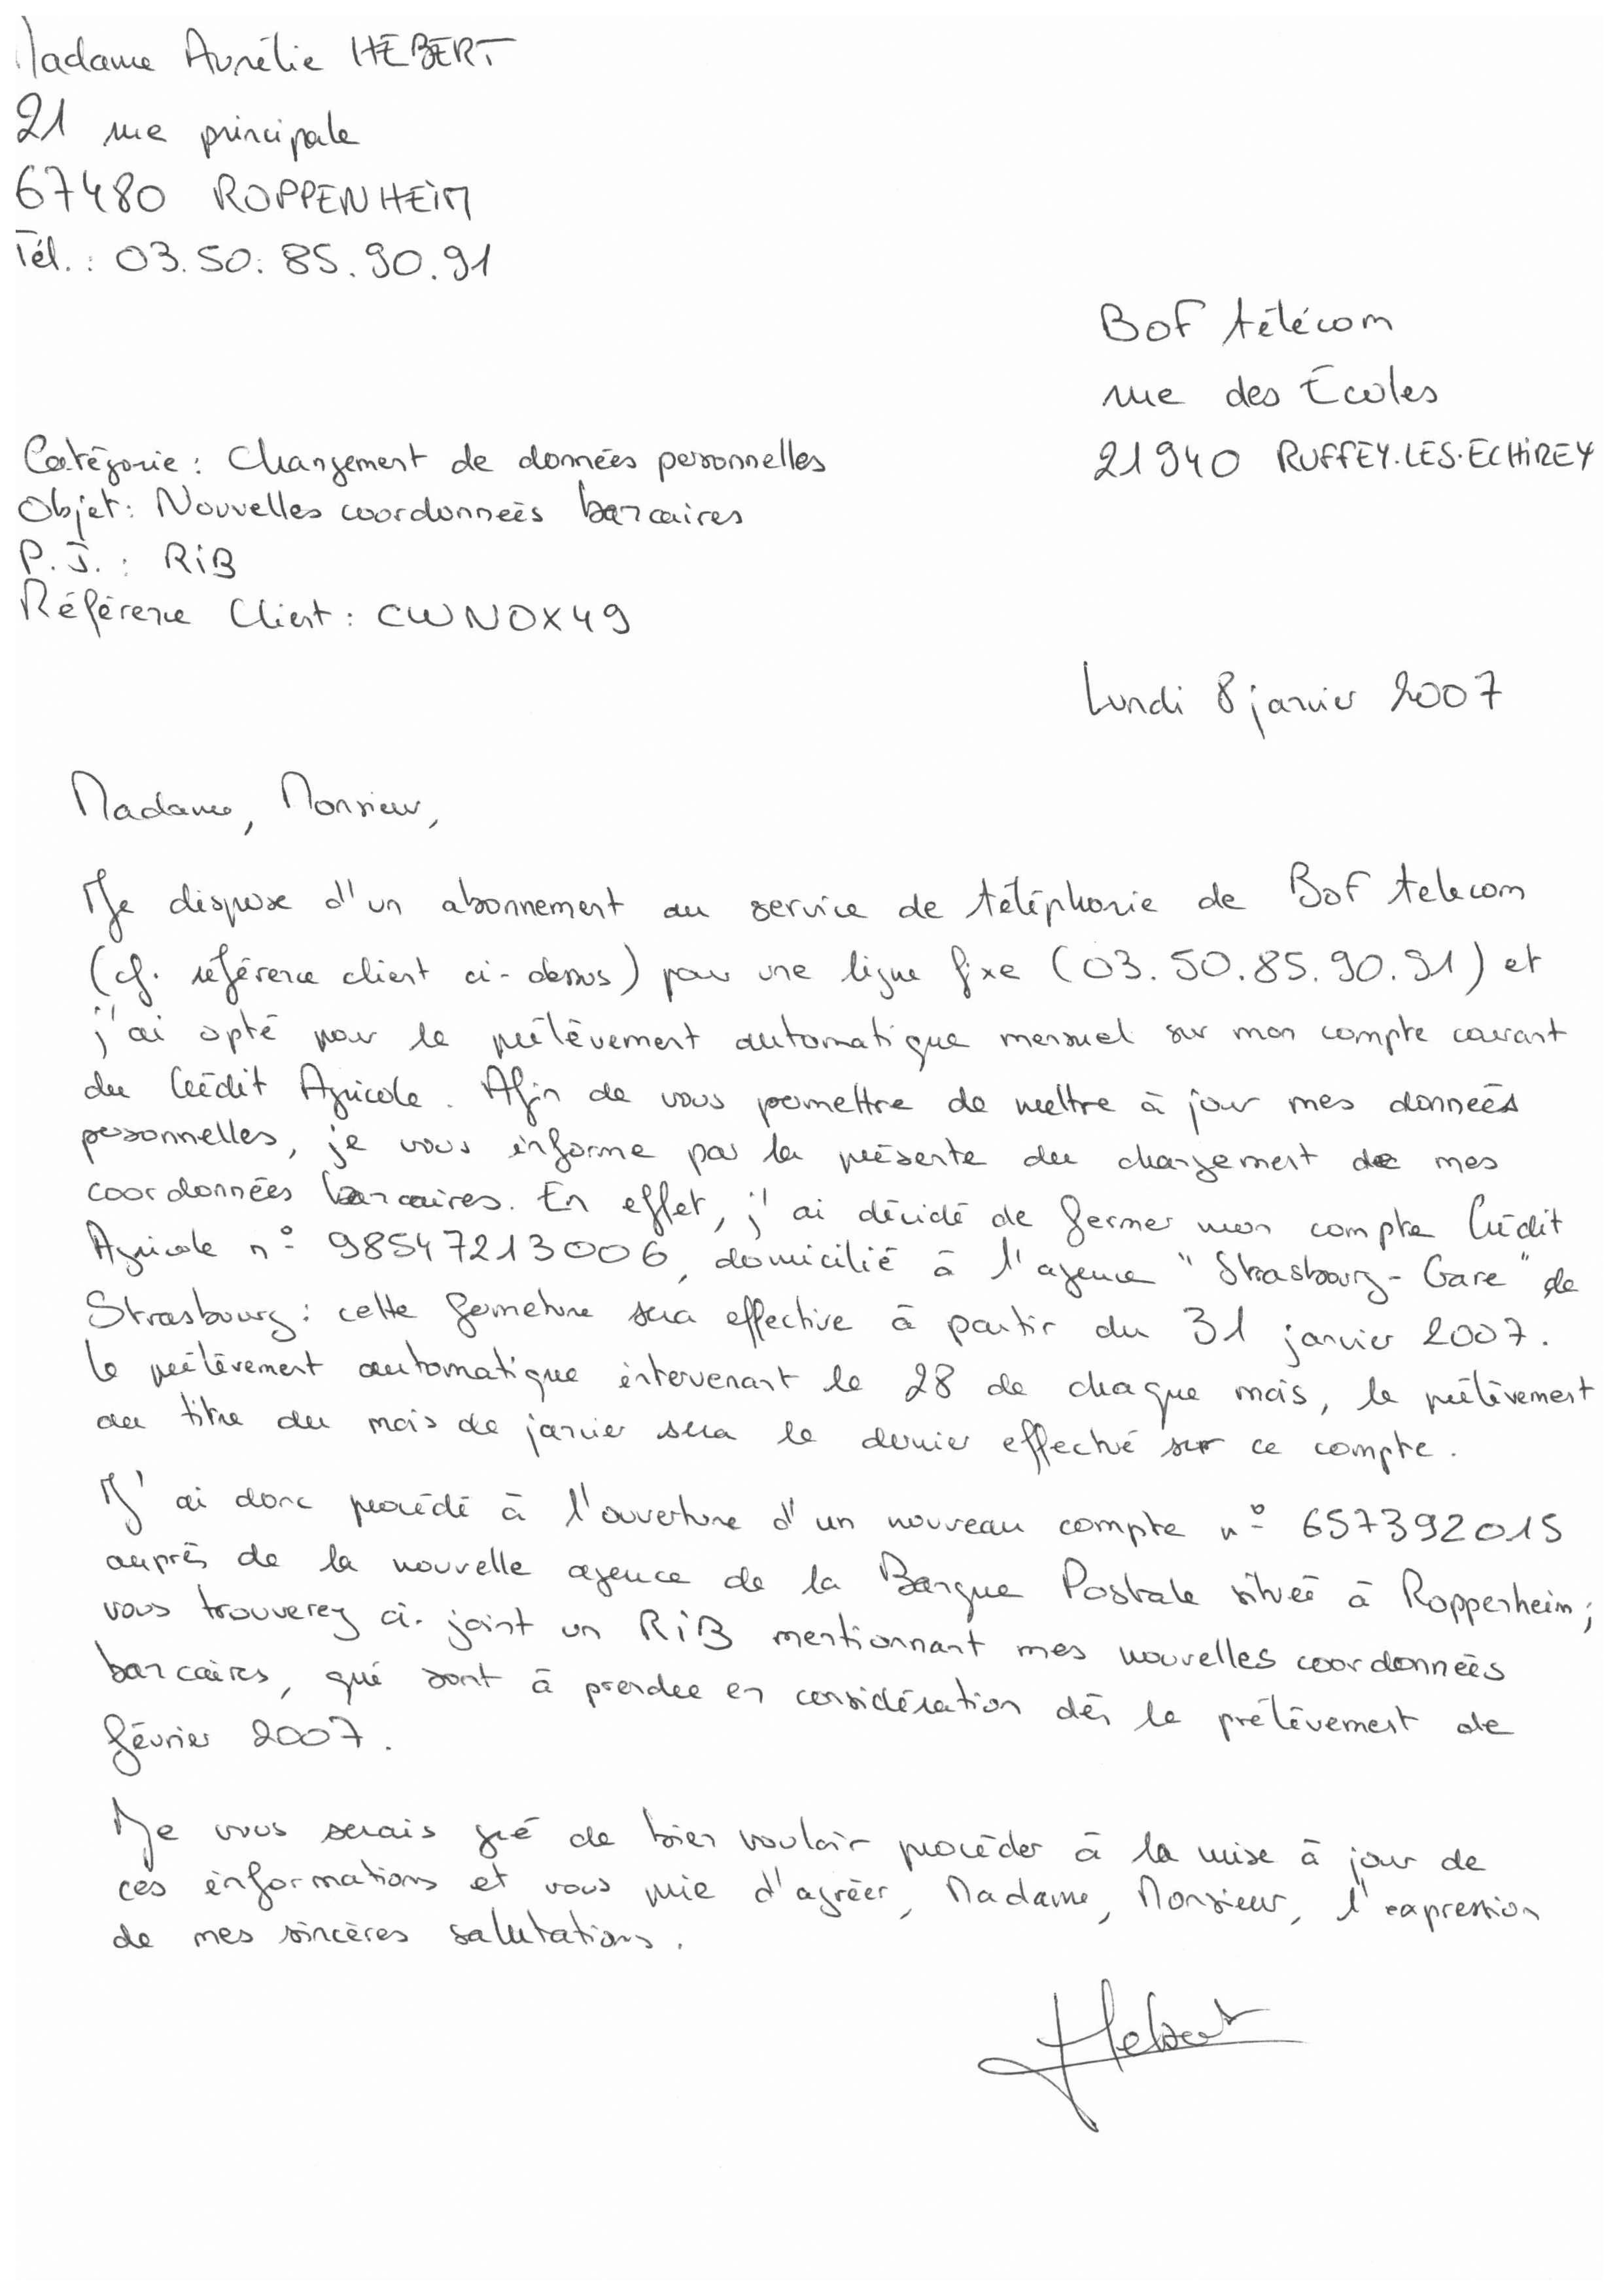 Madame Aurélie HÉBERT
21 rue principale
67480 ROPPENHEIM
Tél. : 03.50.85.90.91
BOF télécom
rue des Écoles
21940 RUFFEY.LES.ECHIREY
Catégorie : Changement de données personnelles
Objet : Nouvelles coordonnées bancaires
P.J. : RIB
Référence Client : CWNOX49
Lundi 8 janvier 2007
Madame, Monsieur,
Je dispose d'un abonnement au service de téléphonie de BOF telecom
(cf. référence client ci-dessus) pour une ligne fixe (03.50.85.90.91) et
j'ai opté pour le prélèvement automatique mensuel sur mon compte courant
du Crédit Agricole. Afin de vous permettre de mettre à jour mes données
personnelles, je vous informe par la présente du changement de mes
coordonnées bancaires. En effet, j'ai décidé de fermer mon compte Crédit
Agricole n° 98547213006, domicilié à l'agence "Strasbourg-Gare" de
Strasbourg : cette fermeture sera effective à partir du 31 janvier 2007.
Le prélèvement automatique intervenant le 28 de chaque mois, le prélèvement
au titre du mois de janvier sera le dernier effectué sur ce compte.
J'ai donc procédé à l'ouverture d'un nouveau compte n° 657392015
auprès de la nouvelle agence de la Banque Postale située à Roppenheim ;
vous trouverez ci-joint un RIB mentionnant mes nouvelles coordonnées
bancaires, qui sont à prendre en considération dès le prélèvement de
février 2007.
Je vous serais gré de bien vouloir procéder à la mise à jour de
ces informations et vous prie d'agréer, Madame, Monsieur, l'expression
de mes sincères salutations.
Hebert